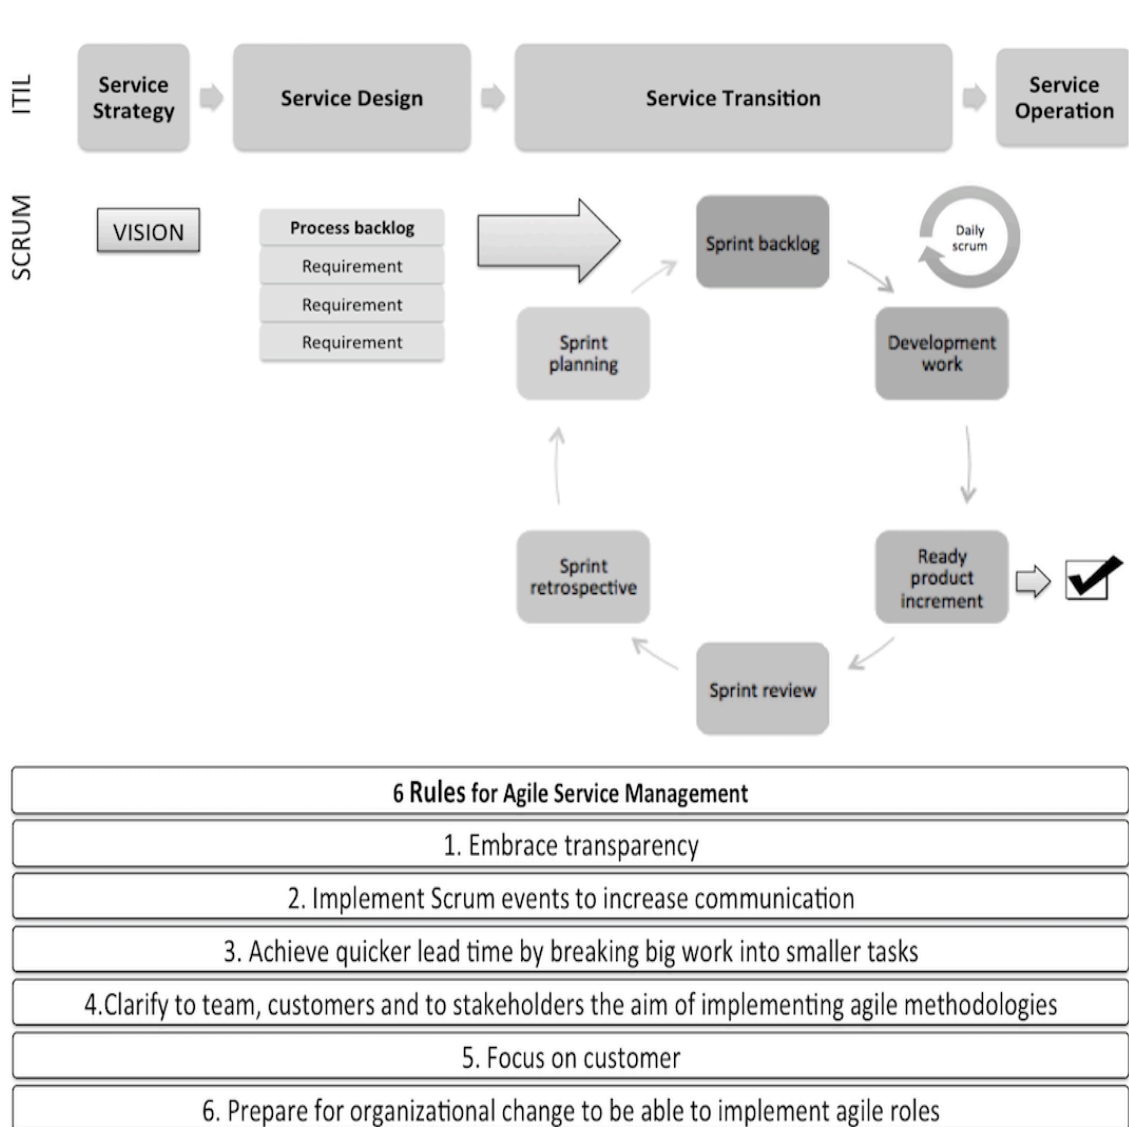 ITIL
Service
Strategy
Service Design
Service Transition
Service
Operation
SCRUM
VISION
Process backlog
Requirement
Requirement
Requirement
Sprint backlog
Daily
scrum
Development
work
Ready
product
increment
Sprint review
Sprint
retrospective
Sprint
planning
6 Rules for Agile Service Management
1. Embrace transparency
2. Implement Scrum events to increase communication
3. Achieve quicker lead time by breaking big work into smaller tasks
4.Clarify to team, customers and to stakeholders the aim of implementing agile methodologies
5. Focus on customer
6. Prepare for organizational change to be able to implement agile roles